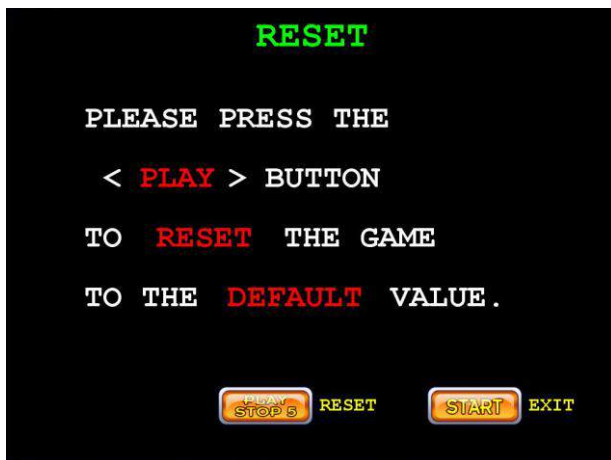 RESET
PLEASE PRESS THE
< PLAY > BUTTON
TO RESET THE GAME
TO THE DEFAULT VALUE.
PLAY
STOP 5 RESET START EXIT